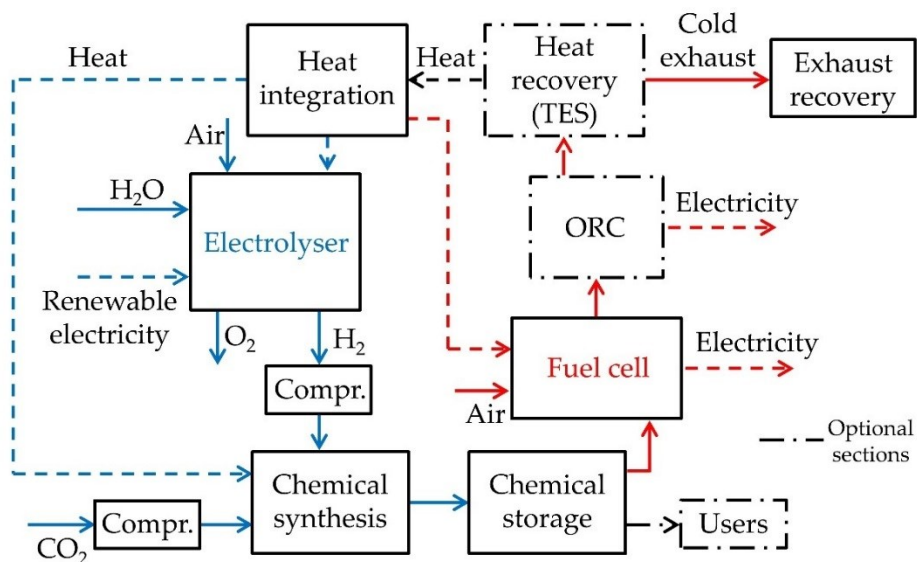 Heat
Heat
integration
Heat
Heat
recovery
(TES)
Cold
exhaust
Exhaust
recovery
Air
H₂O
Electrolyser
Renewable
electricity
O₂
H₂
ORC
Electricity
Compr.
Fuel cell
Electricity
Air
Optional
sections
Chemical
synthesis
Chemical
storage
CO₂
Compr.
Users